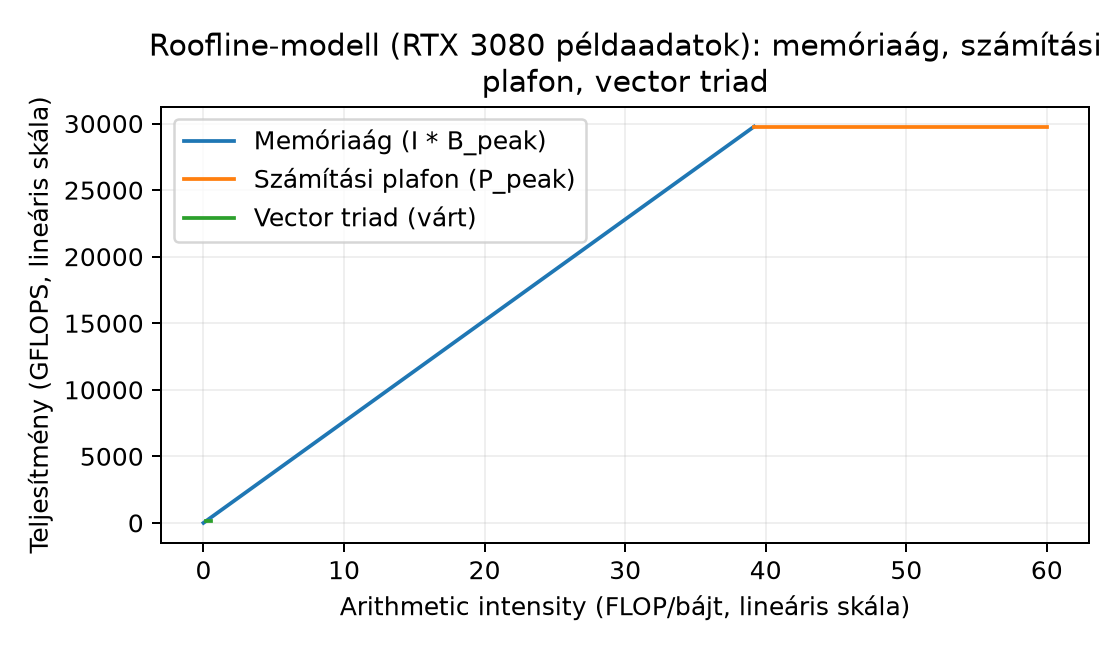 Roofline-modell (RTX 3080 példaadatok): memóriaág, számítási
plafon, vector triad
Teljesítmény (GFLOPS, lineáris skála)
30000
25000
20000
15000
10000
5000
0
Memóriaág (I * B_peak)
Számítási plafon (P_peak)
Vector triad (várt)
0 10 20 30 40 50 60
Arithmetic intensity (FLOP/bájt, lineáris skála)